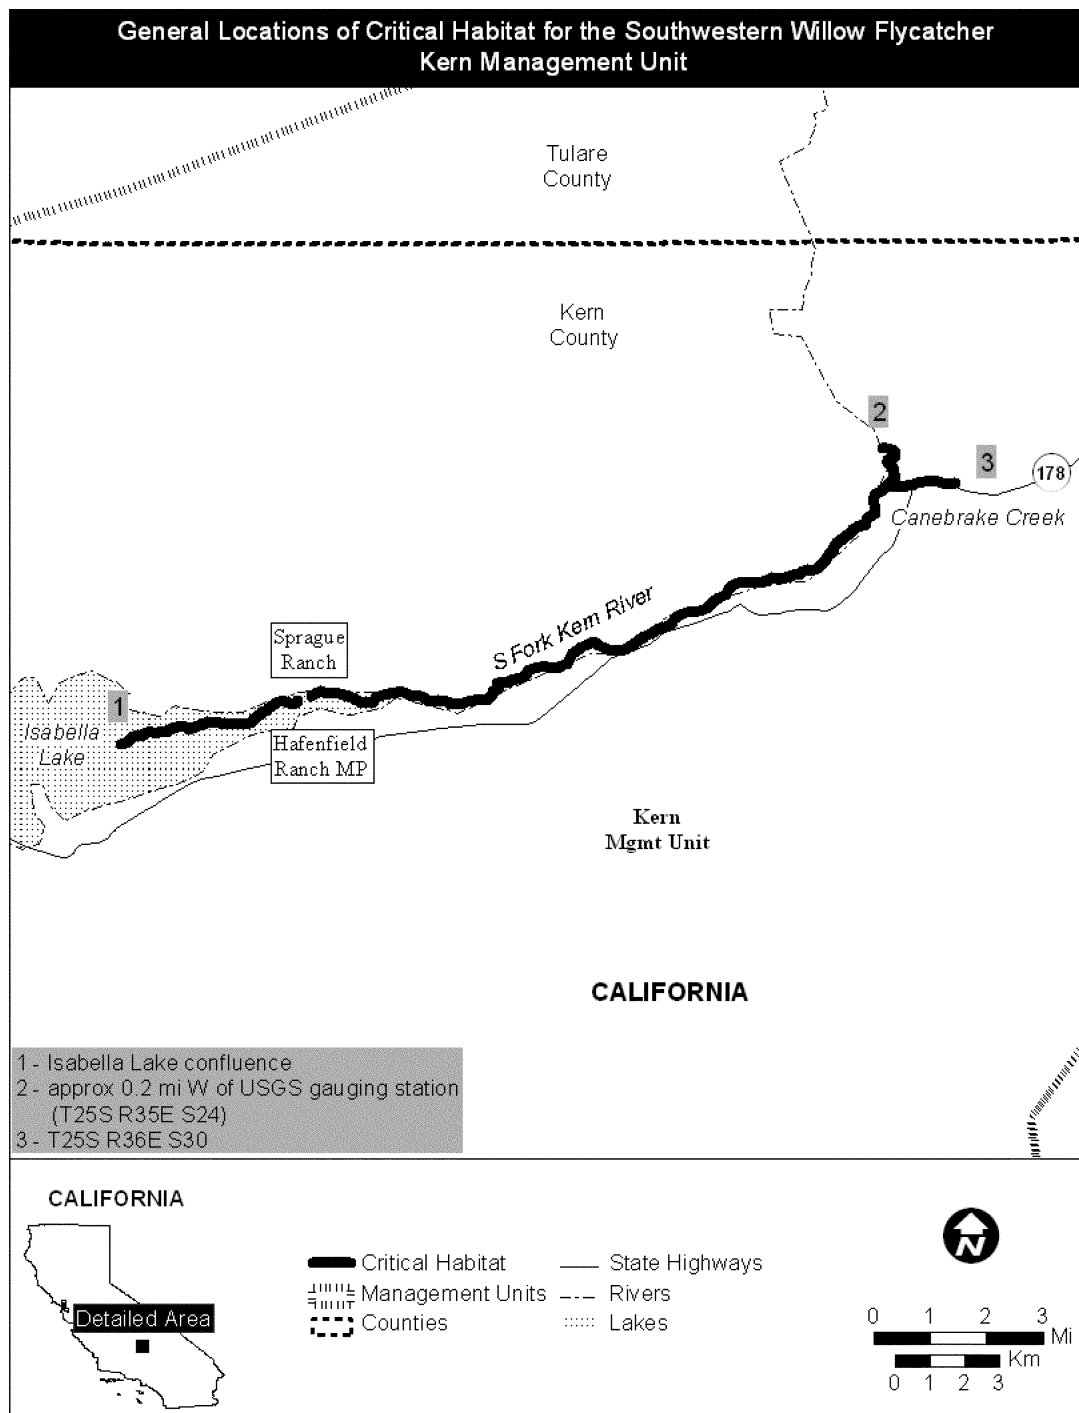 General Locations of Critical Habitat for the Southwestern Willow Flycatcher
Kern Management Unit
Tulare
County
Kern
County
2
3
178
Canebrake Creek
S Fork Kern River
Sprague
Ranch
1
Isabella
Lake
Hafenfield
Ranch MP
Kern
Mgmt Unit
CALIFORNIA
1 - Isabella Lake confluence
2 - approx 0.2 mi W of USGS gauging station
(T25S R35E S24)
3 - T25S R36E S30
CALIFORNIA
Detailed Area
Critical Habitat
Management Units
Counties
State Highways
Rivers
Lakes
N
0 1 2 3
Mi
Km
0 1 2 3